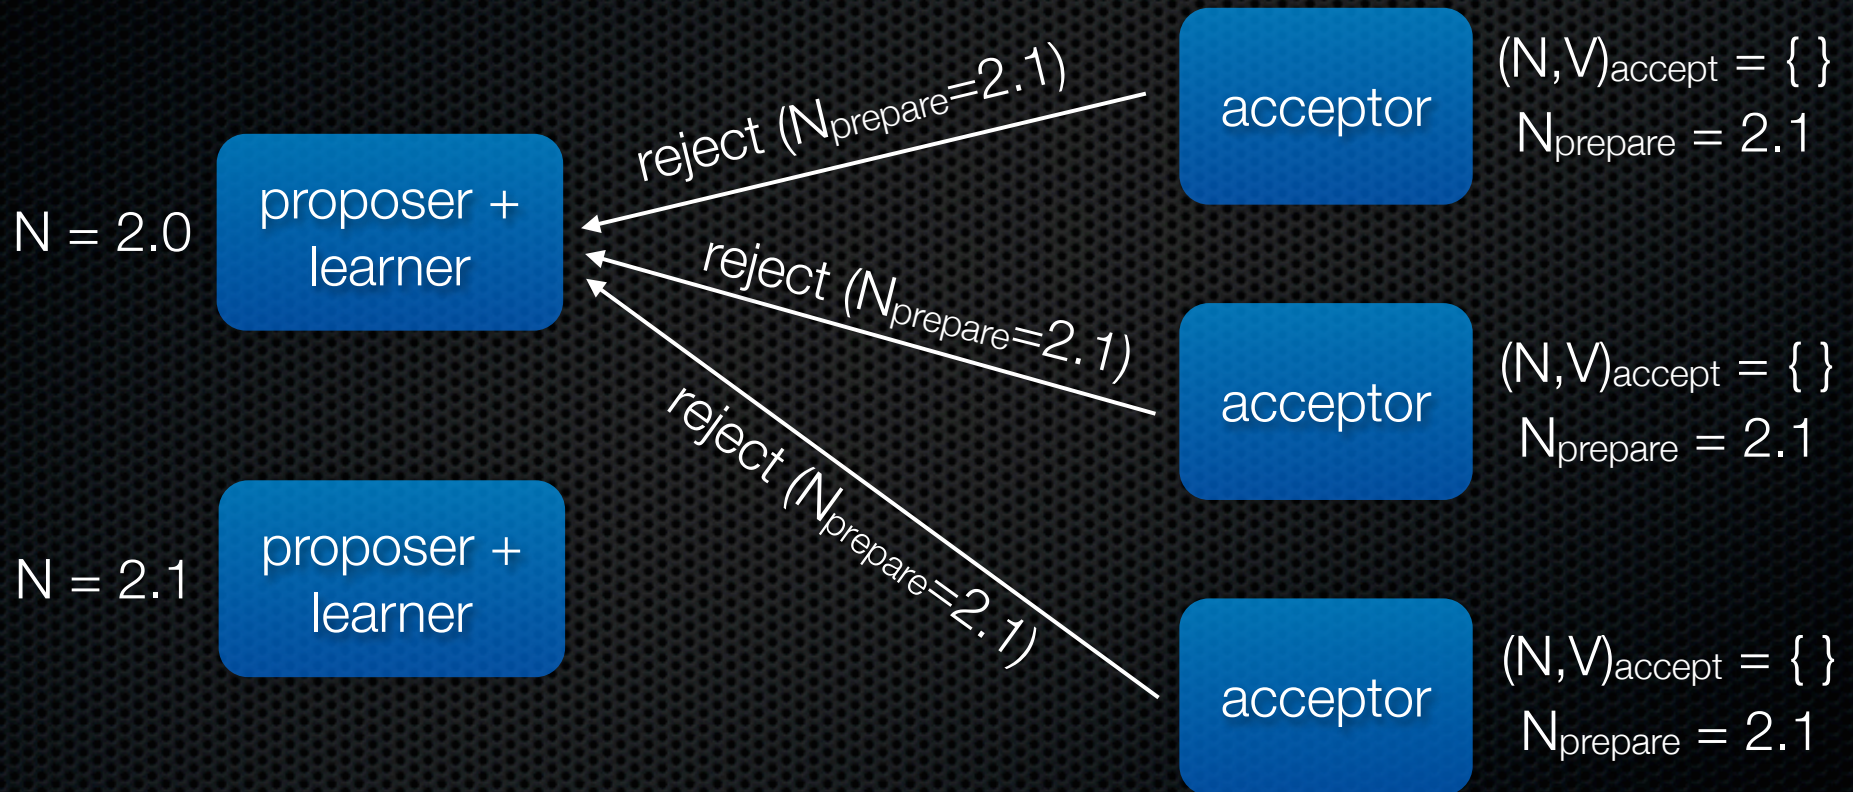 N = 2.0
proposer +
learner
N = 2.1
proposer +
learner
reject (Nprepare=2.1)
reject (Nprepare=2.1)
reject (Nprepare=2.1)
acceptor
(N,V)accept = { }
Nprepare = 2.1
acceptor
(N,V)accept = { }
Nprepare = 2.1
acceptor
(N,V)accept = { }
Nprepare = 2.1